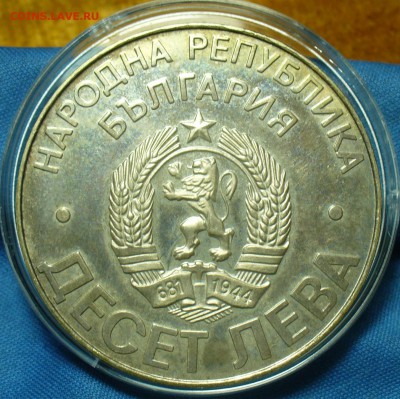 COINS.LAVE.RU
НАРОДНА РЕПУБЛИКА
БЪЛГАРИЯ
681 1944
ДЕСЕТ ЛЕВА